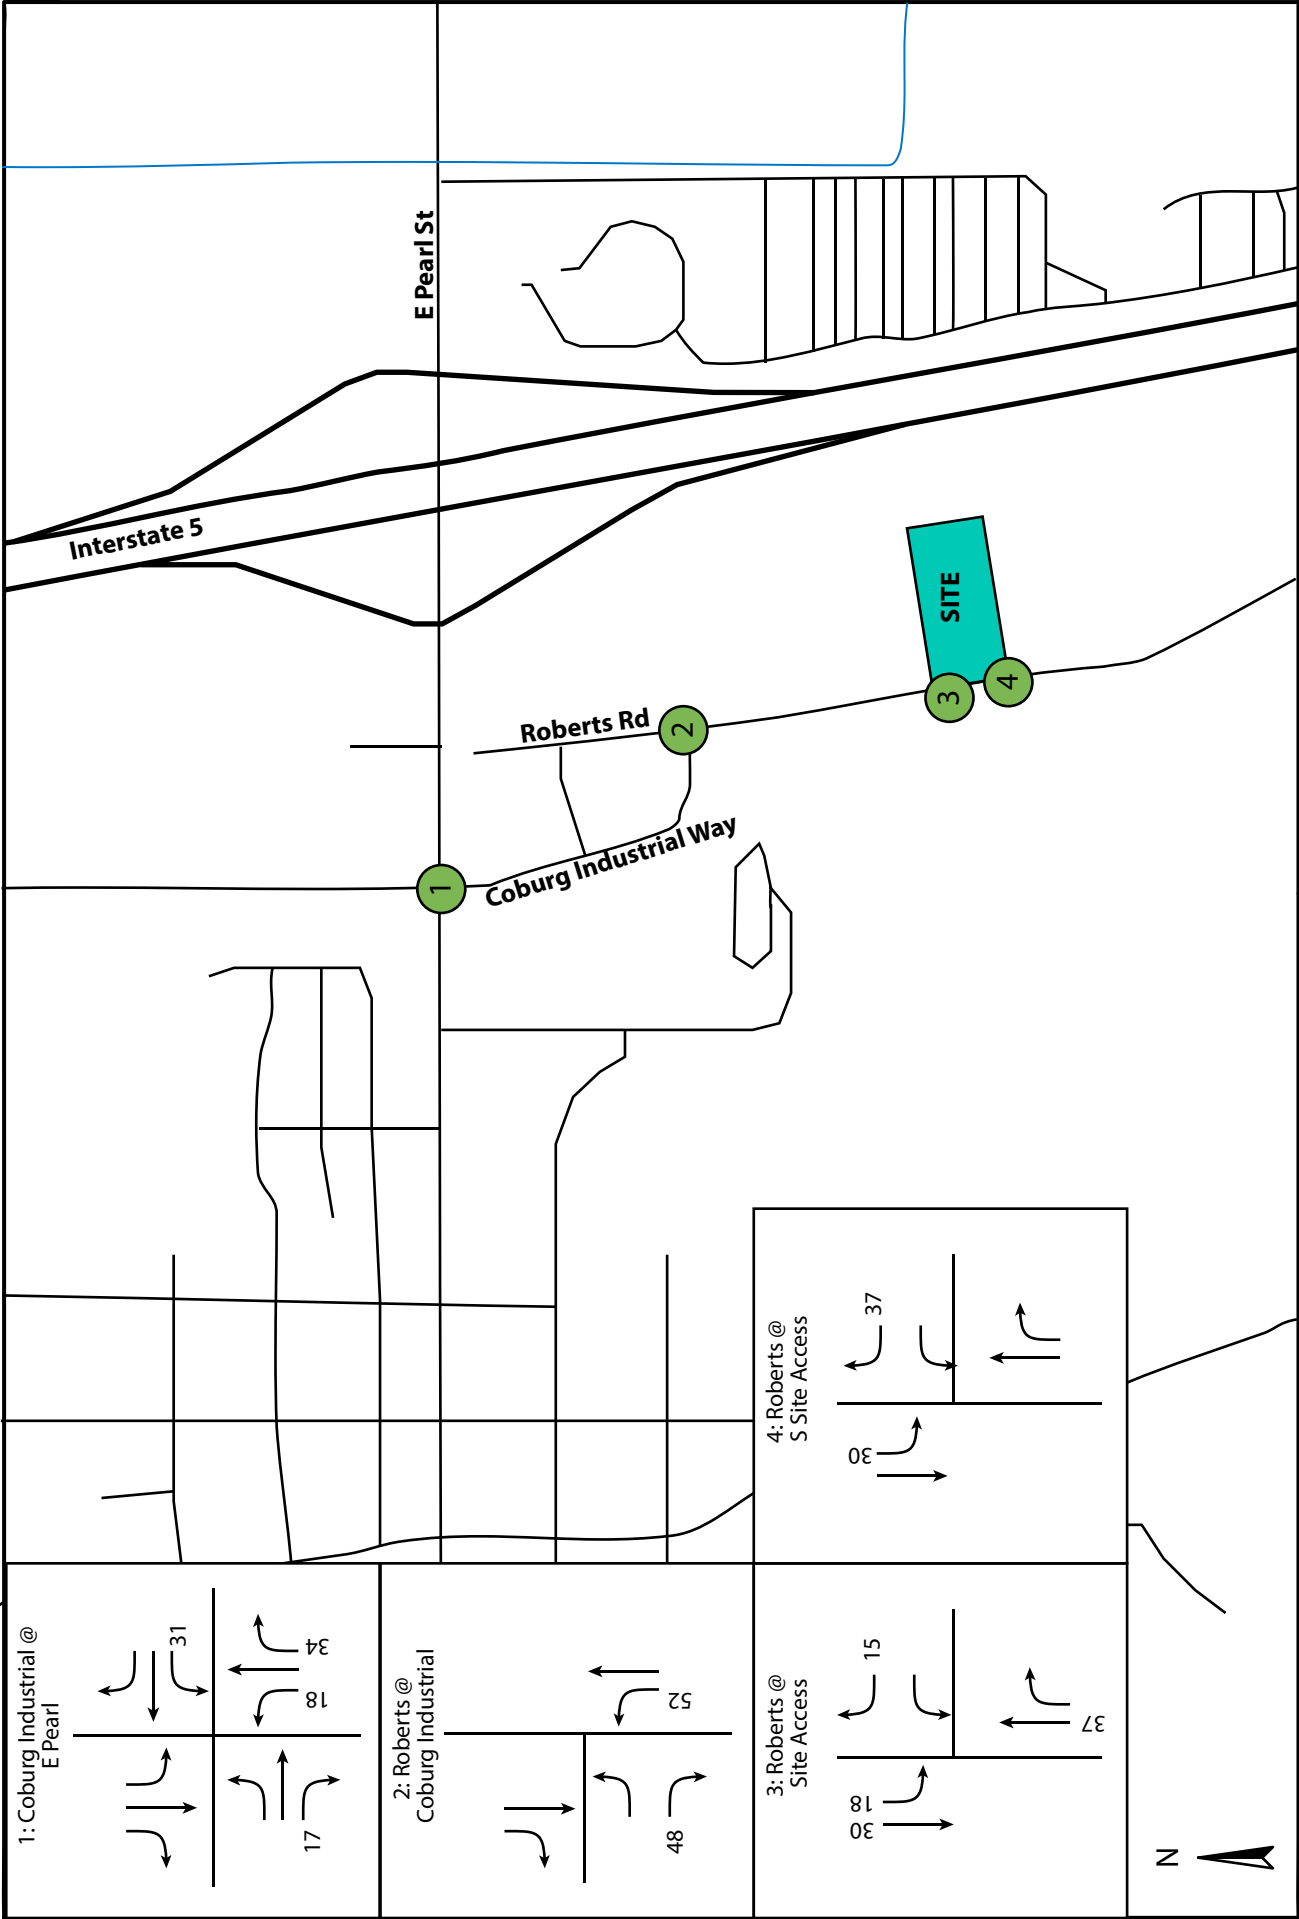 E Pearl St
Interstate 5
SITE
Roberts Rd
Coburg Industrial Way
1
2
3
4
1: Coburg Industrial @
E Pearl
31
34
18
17
2: Roberts @
Coburg Industrial
52
48
3: Roberts @
Site Access
15
37
18
30
4: Roberts @
S Site Access
37
30
N